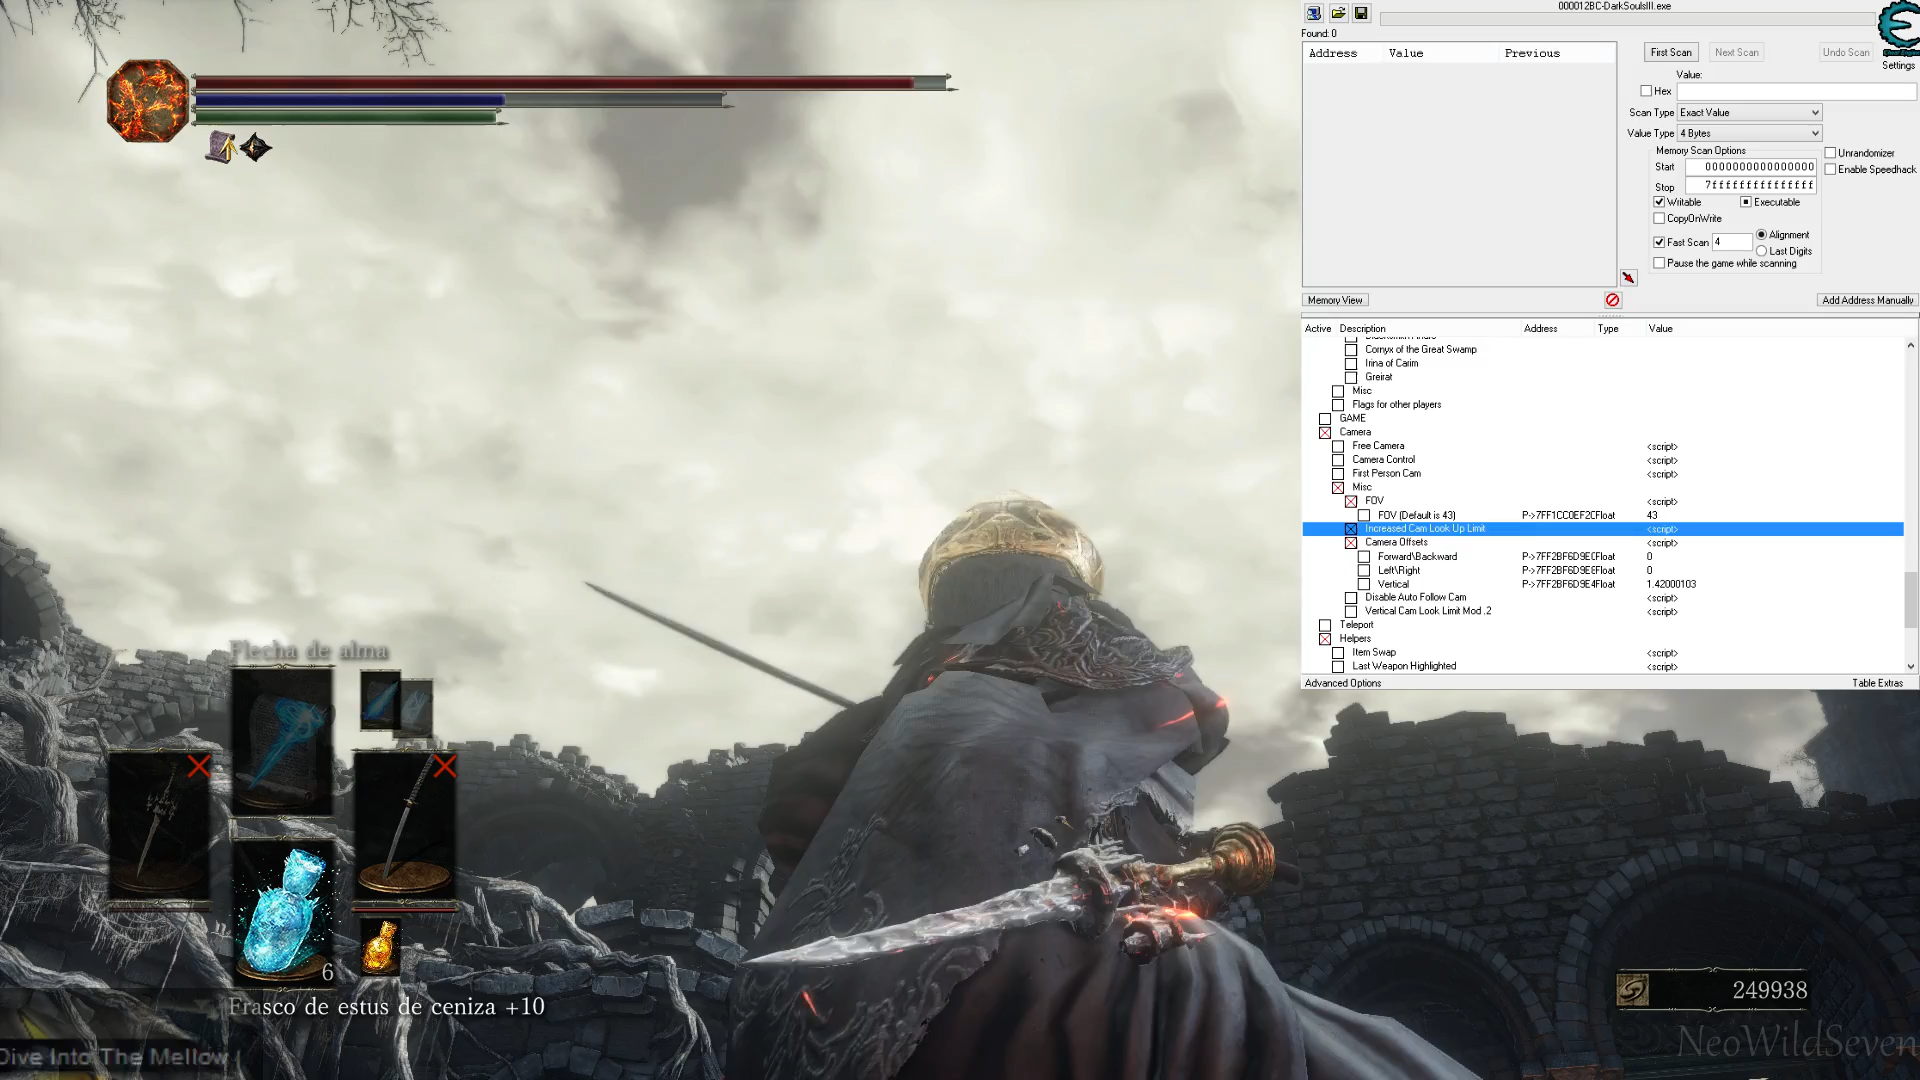 000012BC-DarkSoulsIII.exe
Found: 0
Address Value Previous
First Scan Next Scan Undo Scan
Settings
Value:
Hex
Scan Type Exact Value
Value Type 4 Bytes
Memory Scan Options
Unrandomizer
Start 0000000000000000
Enable Speedhack
Stop 7fffffffffffffff
Writable Executable
CopyOnWrite
Fast Scan 4 Alignment
Last Digits
Pause the game while scanning
Memory View Add Address Manually
Active Description Address Type Value
Cornyx of the Great Swamp
Irina of Carim
Greirat
Misc
Flags for other players
GAME
Camera
Free Camera <script>
Camera Control <script>
First Person Cam <script>
Misc
FOV <script>
FOV (Default is 43) P->7FF1CC0EF2CFloat 43
Increased Cam Look Up Limit <script>
Camera Offsets <script>
Forward\Backward P->7FF2BF6D9EC Float 0
Left\Right P->7FF2BF6D9E8 Float 0
Vertical P->7FF2BF6D9E4Float 1.42000103
Disable Auto Follow Cam <script>
Vertical Cam Look Limit Mod .2 <script>
Teleport
Helpers
Item Swap <script>
Last Weapon Highlighted <script>
Advanced Options Table Extras
Flecha de alma
6
Frasco de estus de ceniza +10
249938
NeoWildSeven
Dive Into The Mellow |